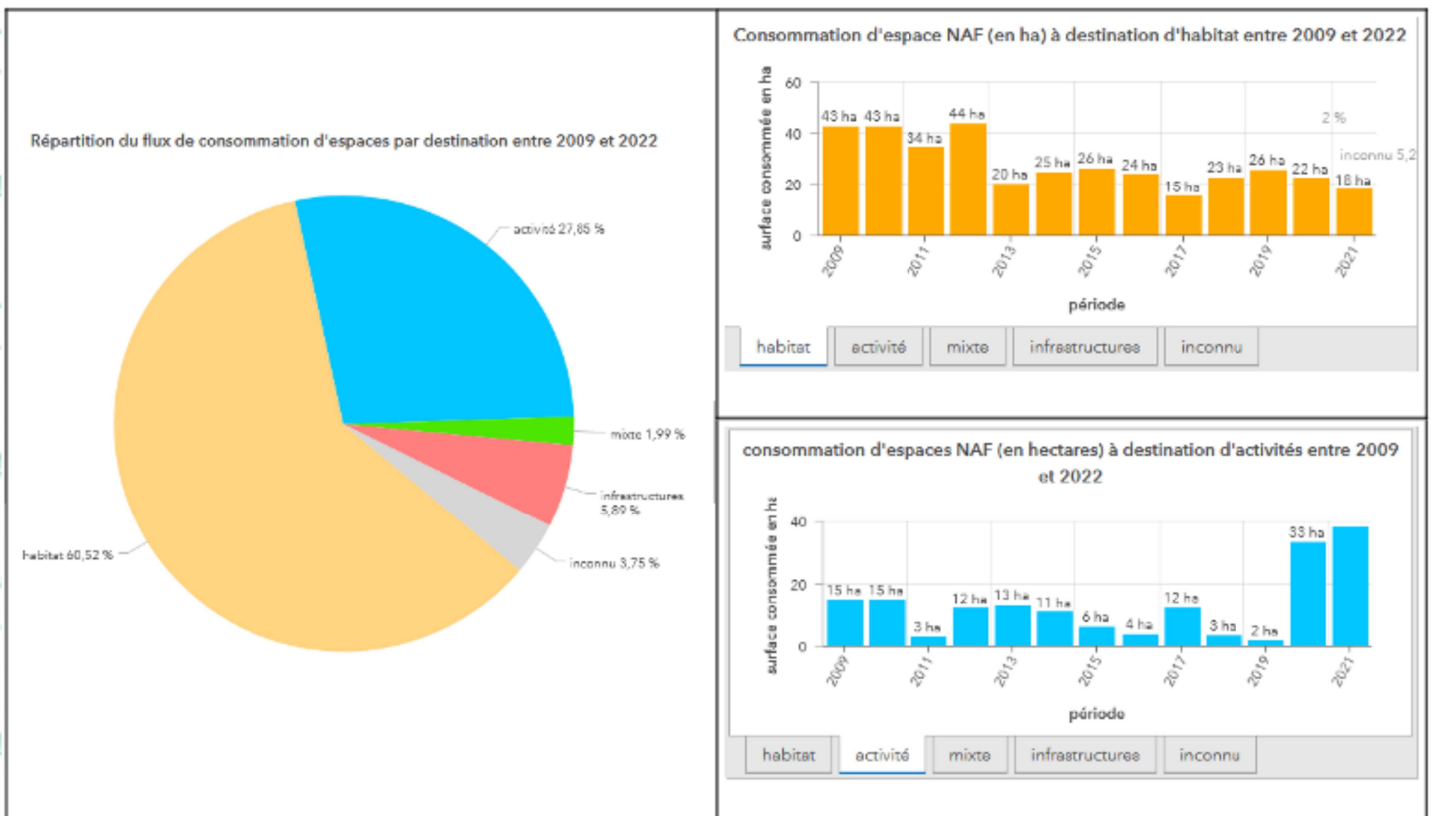 Répartition du flux de consommation d'espaces par destination entre 2009 et 2022
activité 27,85 %
mixte 1,99 %
infrastructures
5,89 %
inconnu 3,75 %
habitat 60,52 %
Consommation d'espace NAF (en ha) à destination d'habitat entre 2009 et 2022
surface consommée en ha
60
40
20
0
43 ha
43 ha
34 ha
44 ha
20 ha
25 ha
26 ha
24 ha
15 ha
23 ha
26 ha
22 ha
18 ha
2 %
inconnu 5,2
2009
2011
2013
2015
2017
2019
2021
période
habitat
activité
mixte
infrastructures
inconnu
consommation d'espaces NAF (en hectares) à destination d'activités entre 2009
et 2022
surface consommée en ha
40
20
0
15 ha
15 ha
3 ha
12 ha
13 ha
11 ha
6 ha
4 ha
12 ha
3 ha
2 ha
33 ha
2009
2011
2013
2015
2017
2019
2021
période
habitat
activité
mixte
infrastructures
inconnu